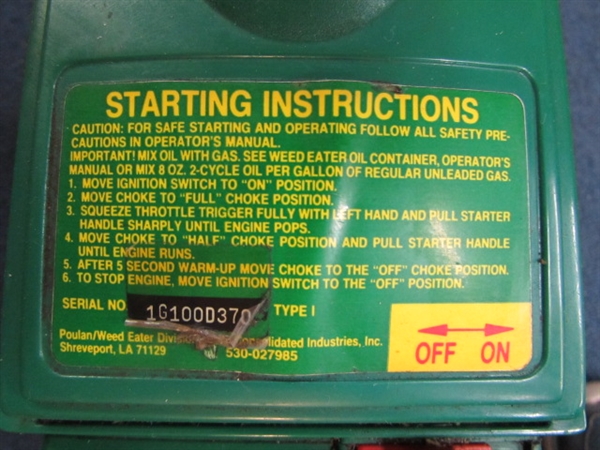 STARTING INSTRUCTIONS
CAUTION: FOR SAFE STARTING AND OPERATING FOLLOW ALL SAFETY PRE-
CAUTIONS IN OPERATOR'S MANUAL.
IMPORTANT! MIX OIL WITH GAS. SEE WEED EATER OIL CONTAINER, OPERATOR'S
MANUAL OR MIX 8 OZ. 2-CYCLE OIL PER GALLON OF REGULAR UNLEADED GAS.
1. MOVE IGNITION SWITCH TO "ON" POSITION.
2. MOVE CHOKE TO "FULL" CHOKE POSITION.
3. SQUEEZE THROTTLE TRIGGER FULLY WITH LEFT HAND AND PULL STARTER
HANDLE SHARPLY UNTIL ENGINE POPS.
4. MOVE CHOKE TO "HALF" CHOKE POSITION AND PULL STARTER HANDLE
UNTIL ENGINE RUNS.
5. AFTER 5 SECOND WARM-UP MOVE CHOKE TO THE "OFF" CHOKE POSITION.
6. TO STOP ENGINE, MOVE IGNITION SWITCH TO THE "OFF" POSITION.
SERIAL NO 1G100D370 TYPE I
Poulan/Weed Eater Division Consolidated Industries, Inc.
Shreveport, LA 71129 530-027985
OFF ON